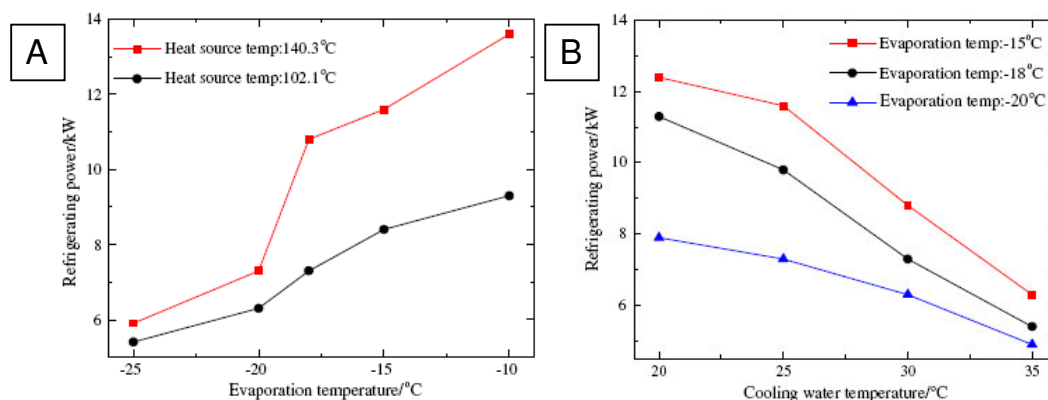 A
Refrigerating power/kW
14
12
10
8
6
Heat source temp:140.3°C
Heat source temp:102.1°C
-25 -20 -15 -10
Evaporation temperature/°C
B
Refrigerating power/kW
14
12
10
8
6
Evaporation temp:-15°C
Evaporation temp:-18°C
Evaporation temp:-20°C
20 25 30 35
Cooling water temperature/°C